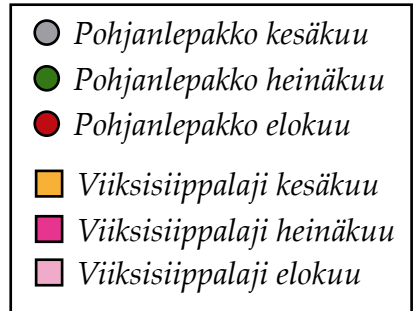 Pohjanlepakko kesäkuu
Pohjanlepakko heinäkuu
Pohjanlepakko elokuu
Viiksisiippalaji kesäkuu
Viiksisiippalaji heinäkuu
Viiksisiippalaji elokuu